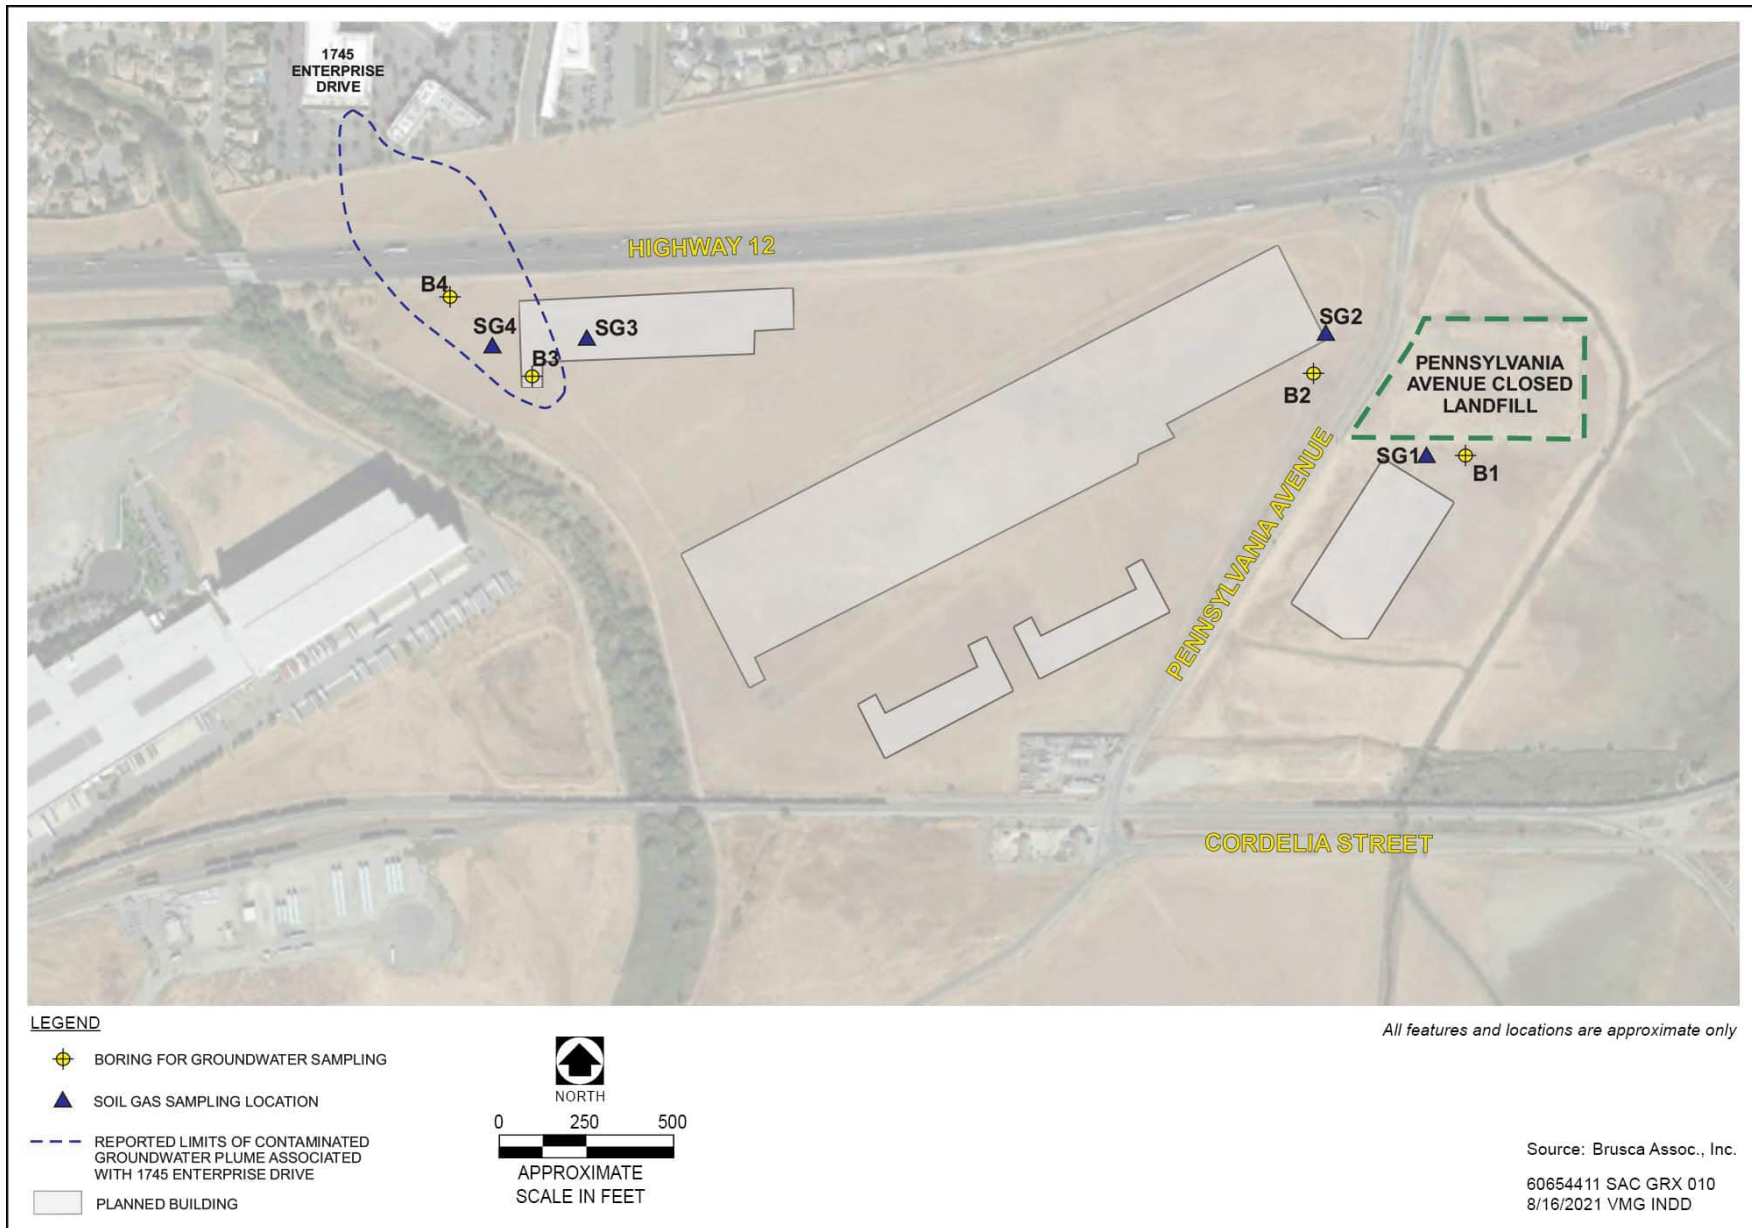 1745
ENTERPRISE
DRIVE
HIGHWAY 12
B4
SG4
SG3
B3
SG2
B2
PENNSYLVANIA
AVENUE CLOSED
LANDFILL
SG1
B1
PENNSYLVANIA AVENUE
CORDELIA STREET
LEGEND
BORING FOR GROUNDWATER SAMPLING
SOIL GAS SAMPLING LOCATION
REPORTED LIMITS OF CONTAMINATED
GROUNDWATER PLUME ASSOCIATED
WITH 1745 ENTERPRISE DRIVE
PLANNED BUILDING
NORTH
0 250 500
APPROXIMATE
SCALE IN FEET
All features and locations are approximate only
Source: Brusca Assoc., Inc.
60654411 SAC GRX 010
8/16/2021 VMG INDD